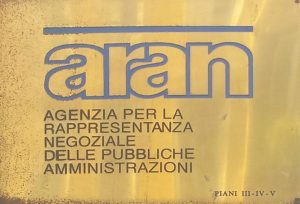 aran
AGENZIA PER LA
RAPPRESENTANZA
NEGOZIALE
DELLE PUBBLICHE
AMMINISTRAZIONI
PIANI III-IV-V